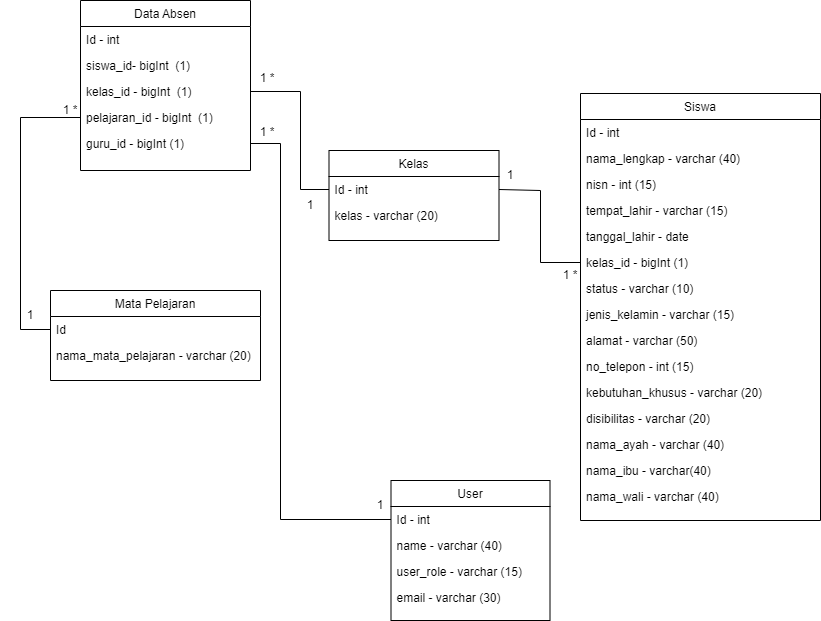 Data Absen
Id - int
siswa_id- bigInt (1)
kelas_id - bigInt (1)
pelajaran_id - bigInt (1)
guru_id - bigInt (1)
1 *
1 *
1 *
Kelas
Id - int
kelas - varchar (20)
1
1
1 *
Siswa
Id - int
nama_lengkap - varchar (40)
nisn - int (15)
tempat_lahir - varchar (15)
tanggal_lahir - date
kelas_id - bigInt (1)
status - varchar (10)
jenis_kelamin - varchar (15)
alamat - varchar (50)
no_telepon - int (15)
kebutuhan_khusus - varchar (20)
disibilitas - varchar (20)
nama_ayah - varchar (40)
nama_ibu - varchar(40)
nama_wali - varchar (40)
1
Mata Pelajaran
Id
nama_mata_pelajaran - varchar (20)
1
User
Id - int
name - varchar (40)
user_role - varchar (15)
email - varchar (30)